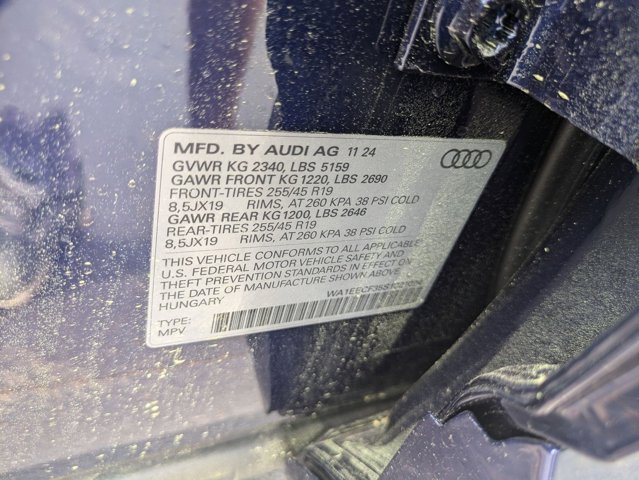 MFD. BY AUDI AG 11 24
GVWR KG 2340, LBS 5159
GAWR FRONT KG 1220, LBS 2690
FRONT-TIRES 255/45 R19
8,5JX19 RIMS, AT 260 KPA 38 PSI COLD
GAWR REAR KG1200, LBS 2646
REAR-TIRES 255/45 R19
8,5JX19 RIMS, AT 260 KPA 38 PSI COLD
THIS VEHICLE CONFORMS TO ALL APPLICABLE
U.S. FEDERAL MOTOR VEHICLE SAFETY AND
THEFT PREVENTION STANDARDS IN EFFECT ON
THE DATE OF MANUFACTURE SHOWN ABOVE.
HUNGARY
TYPE:
MPV